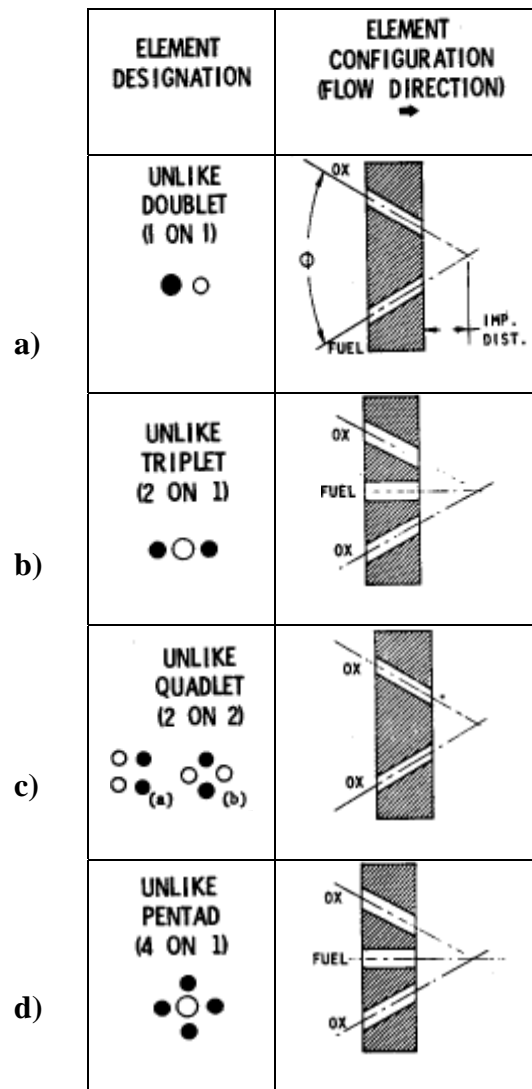 ELEMENT
DESIGNATION
ELEMENT
CONFIGURATION
(FLOW DIRECTION)
a)
UNLIKE
DOUBLET
(1 ON 1)
OX
Φ
FUEL
IMP.
DIST.
b)
UNLIKE
TRIPLET
(2 ON 1)
OX
FUEL
OX
c)
UNLIKE
QUADLET
(2 ON 2)
(a)
(b)
OX
OX
d)
UNLIKE
PENTAD
(4 ON 1)
OX
FUEL
OX